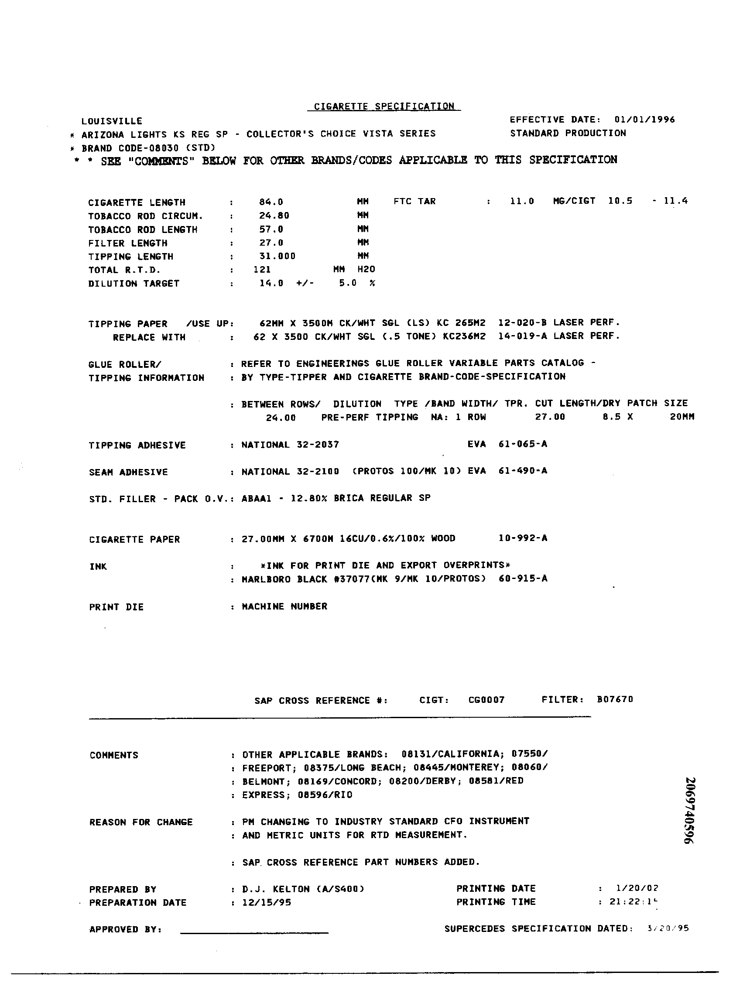 CIGARETTE SPECIFICATION
LOUISVILLE EFFECTIVE DATE: 01/01/1996
* ARIZONA LIGHTS KS REG SP - COLLECTOR'S CHOICE VISTA SERIES STANDARD PRODUCTION
* BRAND CODE-08030 (STD)
* * SEE "COMMENTS" BELOW FOR OTHER BRANDS/CODES APPLICABLE TO THIS SPECIFICATION
CIGARETTE LENGTH : 84.0 MM FTC TAR : 11.0 MG/CIGT 10.5 - 11.4
TOBACCO ROD CIRCUM. : 24.80 MM
TOBACCO ROD LENGTH : 57.0 MM
FILTER LENGTH : 27.0 MM
TIPPING LENGTH : 31.000 MM
TOTAL R.T.D. : 121 MM H2O
DILUTION TARGET : 14.0 +/- 5.0 %
TIPPING PAPER /USE UP: 62MM X 3500M CK/WHT SGL (LS) KC 265M2 12-020-B LASER PERF.
REPLACE WITH : 62 X 3500 CK/WHT SGL (.5 TONE) KC236M2 14-019-A LASER PERF.
GLUE ROLLER/ : REFER TO ENGINEERINGS GLUE ROLLER VARIABLE PARTS CATALOG -
TIPPING INFORMATION : BY TYPE-TIPPER AND CIGARETTE BRAND-CODE-SPECIFICATION
: BETWEEN ROWS/ DILUTION TYPE /BAND WIDTH/ TPR. CUT LENGTH/DRY PATCH SIZE
24.00 PRE-PERF TIPPING NA: 1 ROW 27.00 8.5 X 20MM
TIPPING ADHESIVE : NATIONAL 32-2037 EVA 61-065-A
SEAM ADHESIVE : NATIONAL 32-2100 (PROTOS 100/MK 10) EVA 61-490-A
STD. FILLER - PACK O.V.: ABAA1 - 12.80% BRICA REGULAR SP
CIGARETTE PAPER : 27.00MM X 6700M 16CU/0.6%/100% WOOD 10-992-A
INK : *INK FOR PRINT DIE AND EXPORT OVERPRINTS*
: MARLBORO BLACK #37077(MK 9/MK 10/PROTOS) 60-915-A
PRINT DIE : MACHINE NUMBER
SAP CROSS REFERENCE #: CIGT: CG0007 FILTER: B07670
COMMENTS : OTHER APPLICABLE BRANDS: 08131/CALIFORNIA; 07550/
: FREEPORT; 08375/LONG BEACH; 08445/MONTEREY; 08060/
: BELMONT; 08169/CONCORD; 08200/DERBY; 08581/RED
: EXPRESS; 08596/RIO
REASON FOR CHANGE : PM CHANGING TO INDUSTRY STANDARD CFO INSTRUMENT
: AND METRIC UNITS FOR RTD MEASUREMENT.
: SAP CROSS REFERENCE PART NUMBERS ADDED.
PREPARED BY : D.J. KELTON (A/S400) PRINTING DATE : 1/20/02
PREPARATION DATE : 12/15/95 PRINTING TIME :
APPROVED BY: SUPERCEDES SPECIFICATION DATED: 3/20/95
2069740596